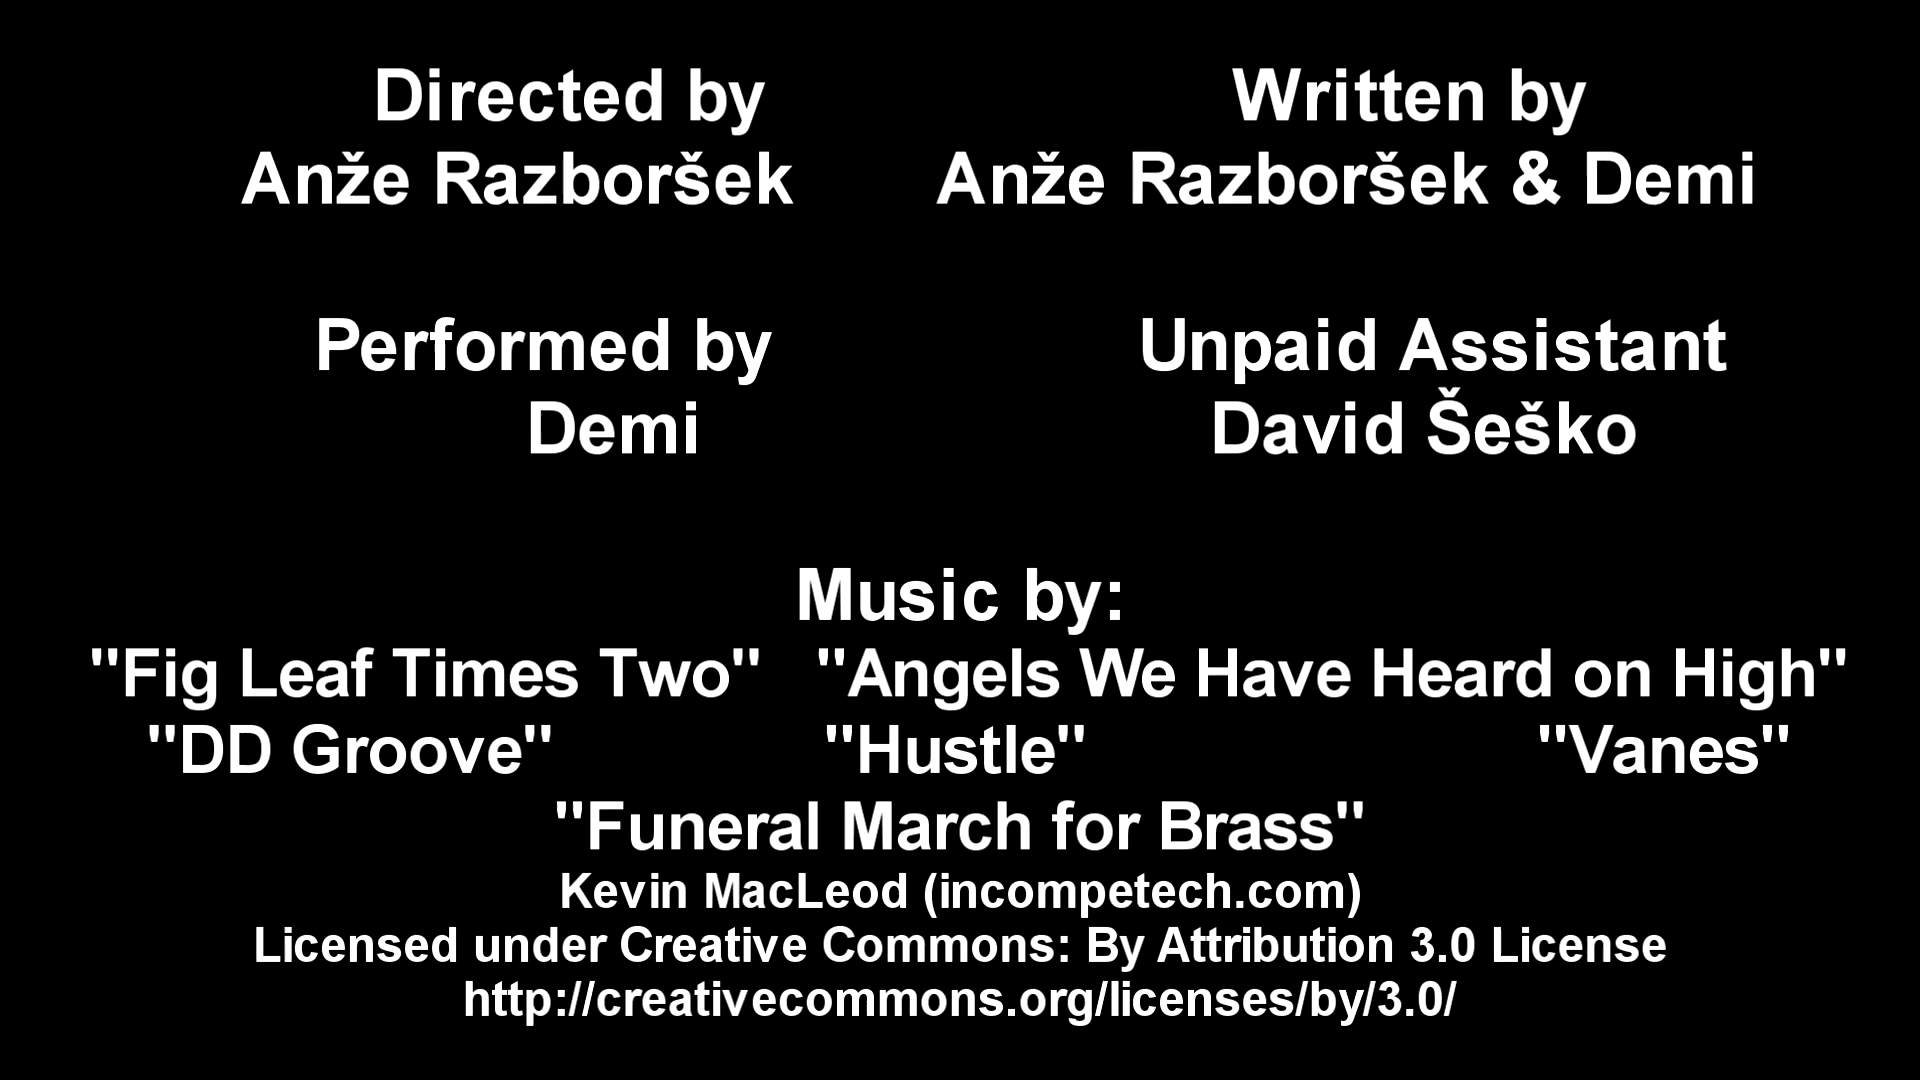 Directed by Written by
Anže Razboršek Anže Razboršek & Demi
Performed by Unpaid Assistant
Demi David Šeško
Music by:
"Fig Leaf Times Two" "Angels We Have Heard on High"
"DD Groove" "Hustle" "Vanes"
"Funeral March for Brass"
Kevin MacLeod (incompetech.com)
Licensed under Creative Commons: By Attribution 3.0 License
http://creativecommons.org/licenses/by/3.0/